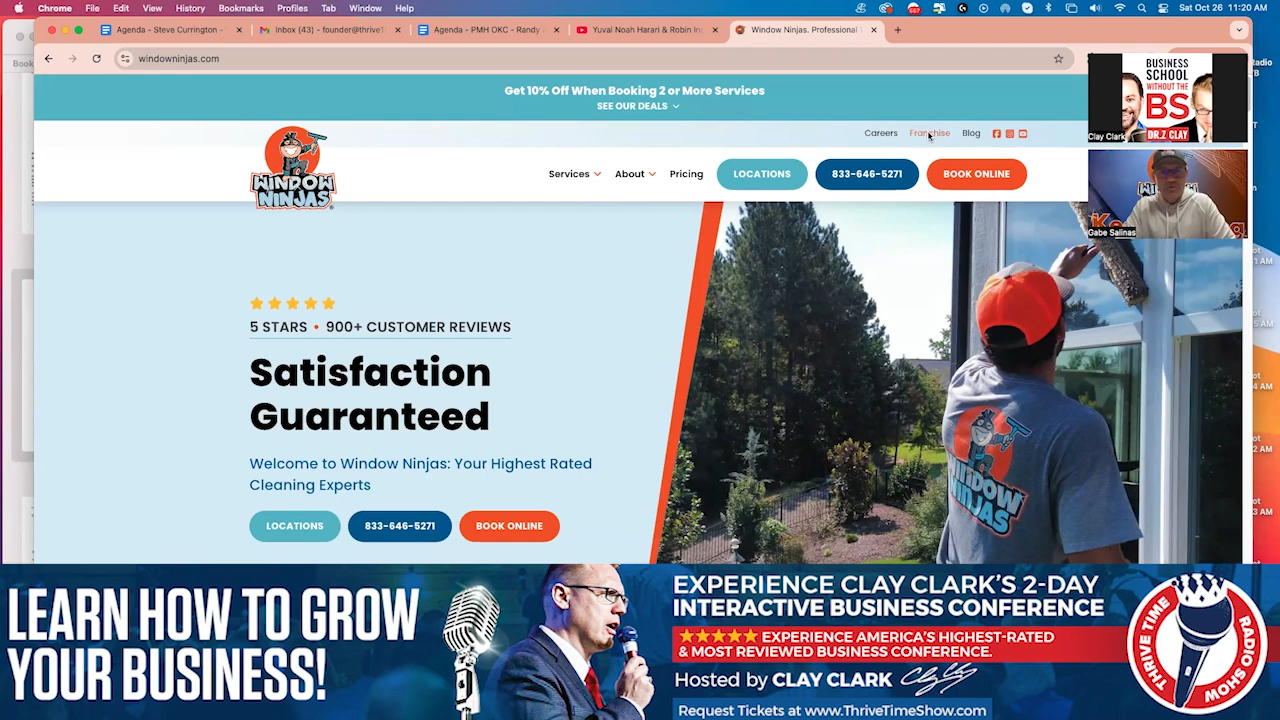 Chrome File Edit View History Bookmarks Profiles Tab Window Help
667
Sat Oct 26 11:20 AM
Agenda - Steve Currington -
Inbox (43) - founder@thrive
Agenda - PMH OKC - Randy
Yuval Noah Harari & Robin In
Window Ninjas. Professional
windowninjas.com
Book
Get 10% Off When Booking 2 or More Services
SEE OUR DEALS
Careers Franchise Blog
WINDOW
NINJAS
Services About Pricing LOCATIONS 833-646-5271 BOOK ONLINE
BUSINESS
SCHOOL
WITHOUT THE
BS
DR.Z CLAY
Clay Clark
Gabe Salinas
5 STARS • 900+ CUSTOMER REVIEWS
Satisfaction
Guaranteed
Welcome to Window Ninjas: Your Highest Rated
Cleaning Experts
LOCATIONS 833-646-5271 BOOK ONLINE
WINDOW
NINJAS
LEARN HOW TO GROW
YOUR BUSINESS!
EXPERIENCE CLAY CLARK'S 2-DAY
INTERACTIVE BUSINESS CONFERENCE
EXPERIENCE AMERICA'S HIGHEST-RATED
& MOST REVIEWED BUSINESS CONFERENCE.
Hosted by CLAY CLARK
Request Tickets at www.ThriveTimeShow.com
THRIVE TIME
RADIO SHOW